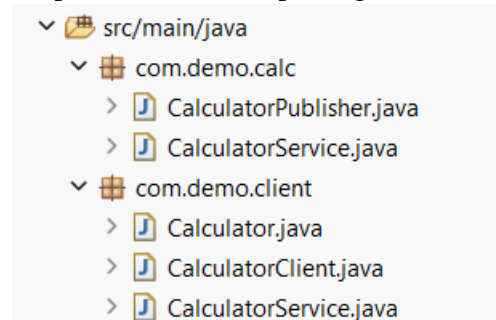 src/main/java
com.demo.calc
CalculatorPublisher.java
CalculatorService.java
com.demo.client
Calculator.java
CalculatorClient.java
CalculatorService.java